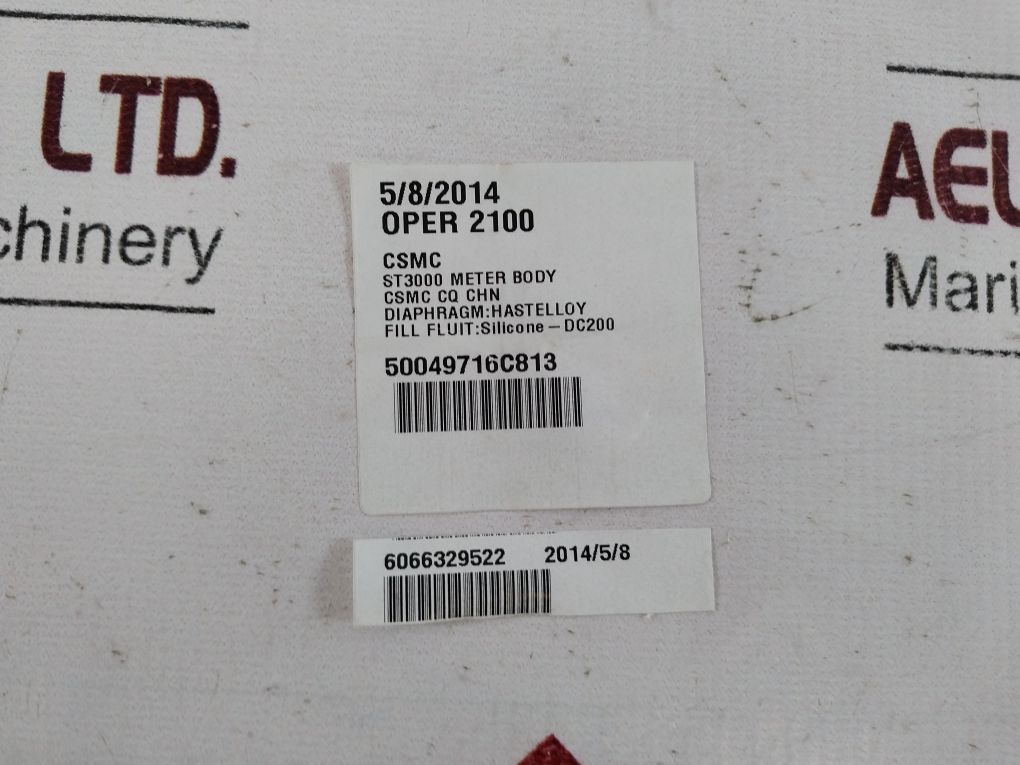 LTD.
chinery
AEU
Mari
5/8/2014
OPER 2100
CSMC
ST3000 METER BODY
CSMC CQ CHN
DIAPHRAGM:HASTELLOY
FILL FLUIT:Silicone-DC200
50049716C813
6066329522 2014/5/8